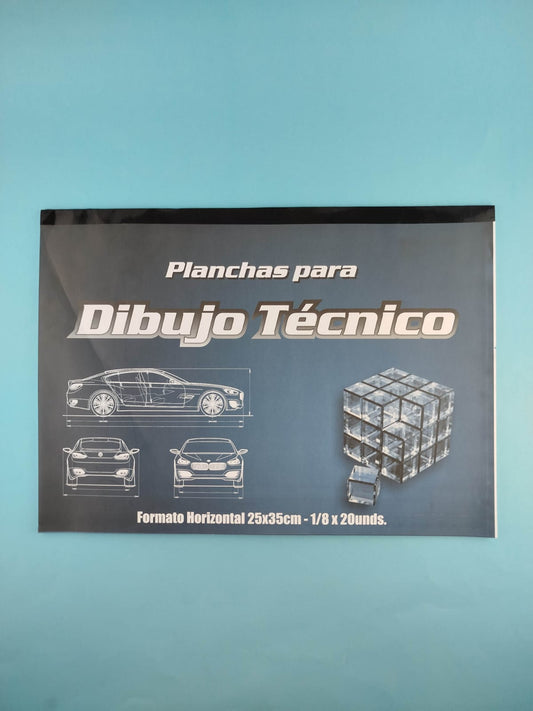 Planchas para
Dibujo Técnico
Formato Horizontal 25x35cm - 1/8 x 20unds.